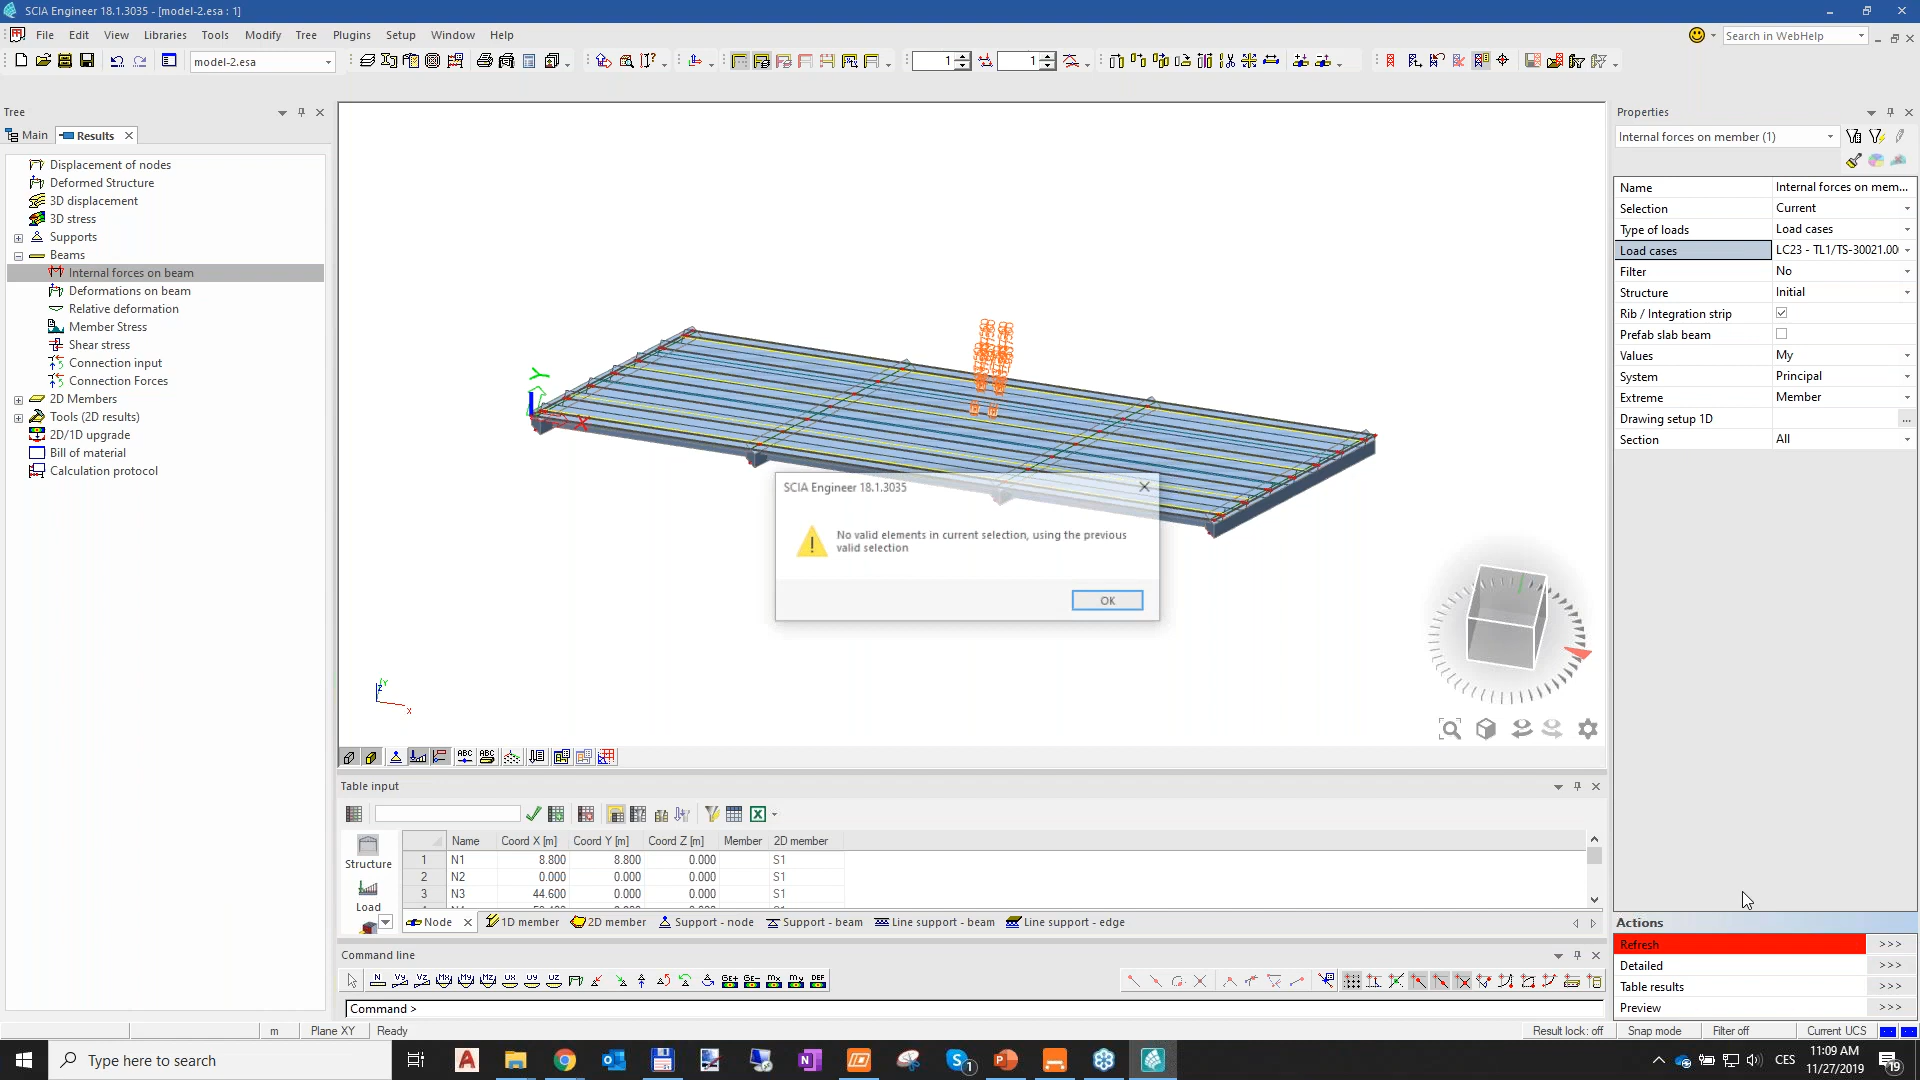 SCIA Engineer 18.1.3035 - [model-2.esa : 1]
File Edit View Libraries Tools Modify Tree Plugins Setup Window Help
Search in WebHelp
model-2.esa
1
1
Tree
Main
Results
Displacement of nodes
Deformed Structure
3D displacement
3D stress
Supports
Beams
Internal forces on beam
Deformations on beam
Relative deformation
Member Stress
Shear stress
Connection input
Connection Forces
2D Members
Tools (2D results)
2D/1D upgrade
Bill of material
Calculation protocol
Y
X
Y
Z
X
SCIA Engineer 18.1.3035
No valid elements in current selection, using the previous
valid selection
OK
Properties
Internal forces on member (1)
Name Internal forces on mem...
Selection Current
Type of loads Load cases
Load cases LC23 - TL1/TS-30021.00
Filter No
Structure Initial
Rib / Integration strip
Prefab slab beam
Values My
System Principal
Extreme Member
Drawing setup 1D ...
Section All
Actions
Refresh >>>
Detailed >>>
Table results >>>
Preview >>>
Table input
Structure
Load
Name Coord X [m] Coord Y [m] Coord Z [m] Member 2D member
1 N1 8.800 8.800 0.000 S1
2 N2 0.000 0.000 0.000 S1
3 N3 44.600 0.000 0.000 S1
Node 1D member 2D member Support - node Support - beam Line support - beam Line support - edge
Command line
Command >
m Plane XY Ready
Result lock: off Snap mode Filter off Current UCS
Type here to search
CES
11:09 AM
11/27/2019
19